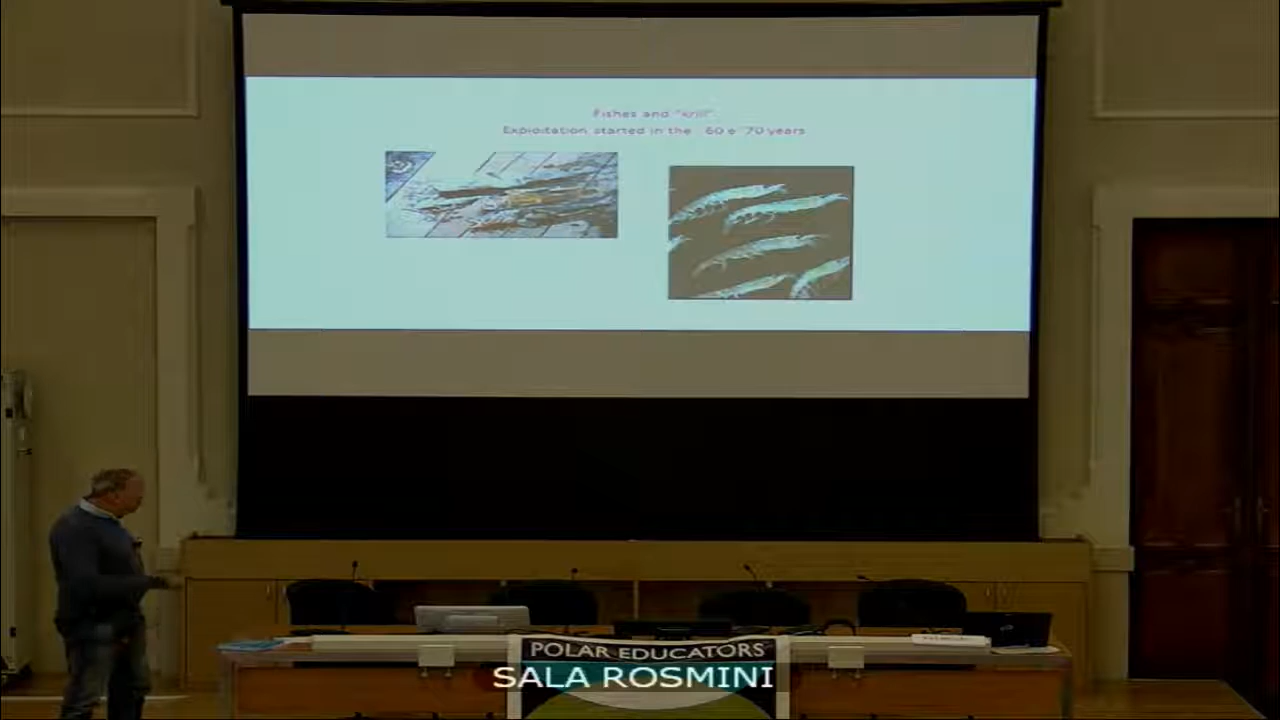 Fishes and "krill".
Exploitation started in the '60 e '70 years
POLAR EDUCATORS
SALA ROSMINI